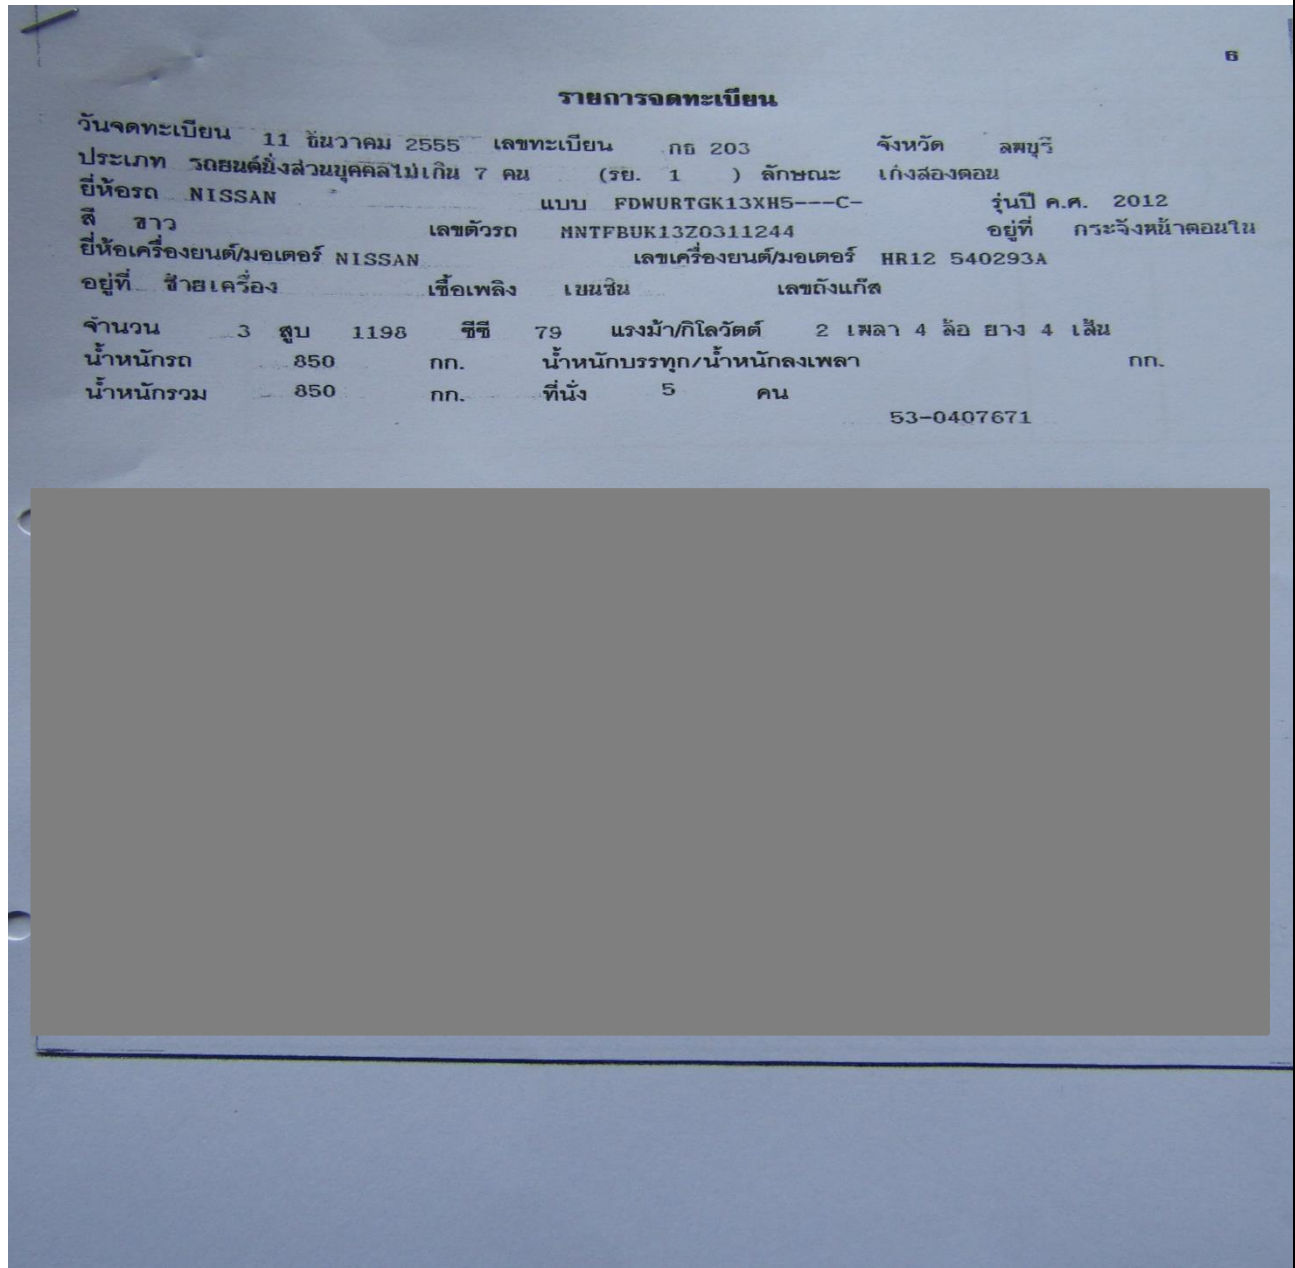 6
รายการจดทะเบียน
วันจดทะเบียน 11 ธันวาคม 2555 เลขทะเบียน กธ 203 จังหวัด ลพบุรี
ประเภท รถยนต์นั่งส่วนบุคคลไม่เกิน 7 คน (รย. 1 ) ลักษณะ เก๋งสองตอน
ยี่ห้อรถ NISSAN แบบ FDWURTGK13XH5---C- รุ่นปี ค.ศ. 2012
สี ขาว เลขตัวรถ MNTFBUK13Z0311244 อยู่ที่ กระจังหน้าตอนใน
ยี่ห้อเครื่องยนต์/มอเตอร์ NISSAN เลขเครื่องยนต์/มอเตอร์ HR12 540293A
อยู่ที่ ซ้ายเครื่อง เชื้อเพลิง เบนซิน เลขถังแก๊ส
จำนวน 3 สูบ 1198 ซีซี 79 แรงม้า/กิโลวัตต์ 2 เพลา 4 ล้อ ยาง 4 เส้น
น้ำหนักรถ 850 กก. น้ำหนักบรรทุก/น้ำหนักลงเพลา กก.
น้ำหนักรวม 850 กก. ที่นั่ง 5 คน
53-0407671